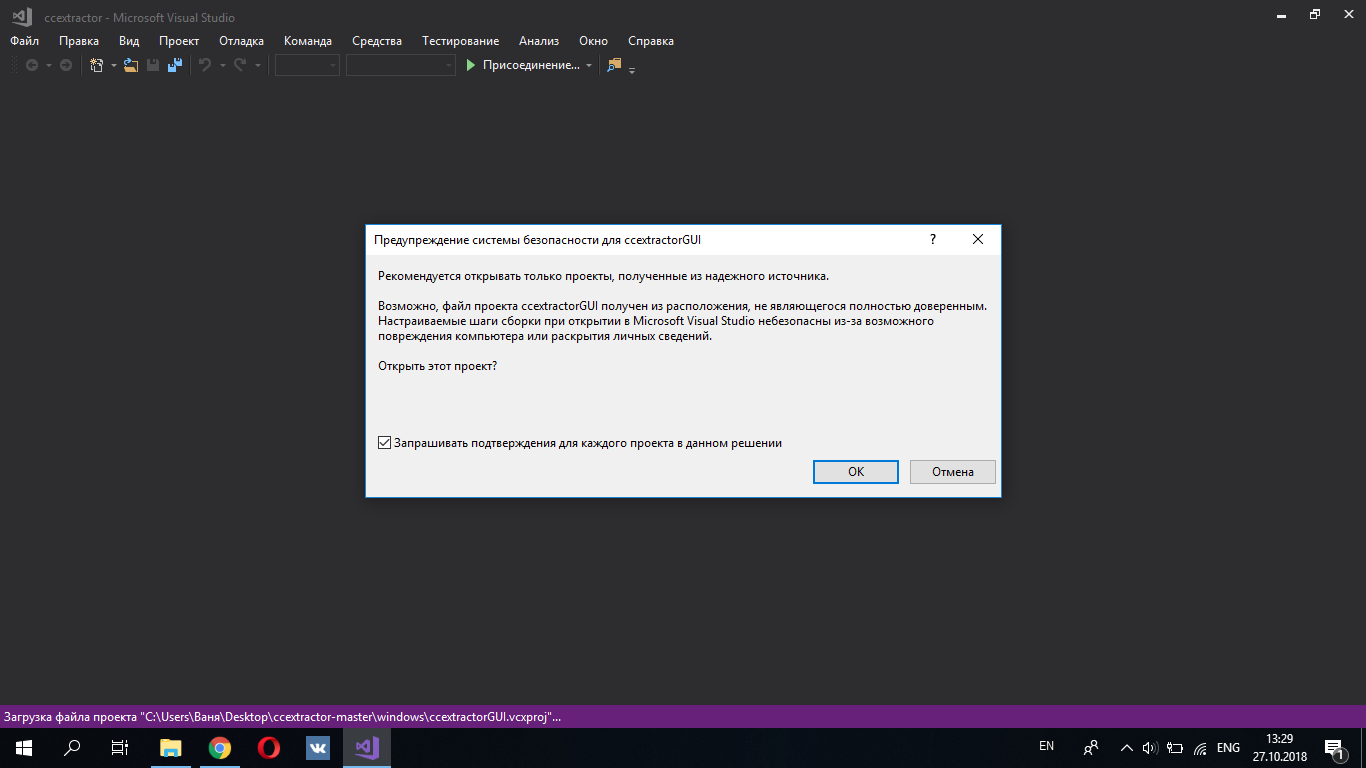 ccextractor - Microsoft Visual Studio
Файл Правка Вид Проект Отладка Команда Средства Тестирование Анализ Окно Справка
Присоединение...
Предупреждение системы безопасности для ccextractorGUI
?
Рекомендуется открывать только проекты, полученные из надежного источника.
Возможно, файл проекта ccextractorGUI получен из расположения, не являющегося полностью доверенным.
Настраиваемые шаги сборки при открытии в Microsoft Visual Studio небезопасны из-за возможного
повреждения компьютера или раскрытия личных сведений.
Открыть этот проект?
Запрашивать подтверждения для каждого проекта в данном решении
ОК Отмена
Загрузка файла проекта "C:\Users\Ваня\Desktop\ccextractor-master\windows\ccextractorGUI.vcxproj"...
EN ENG 13:29
27.10.2018 1